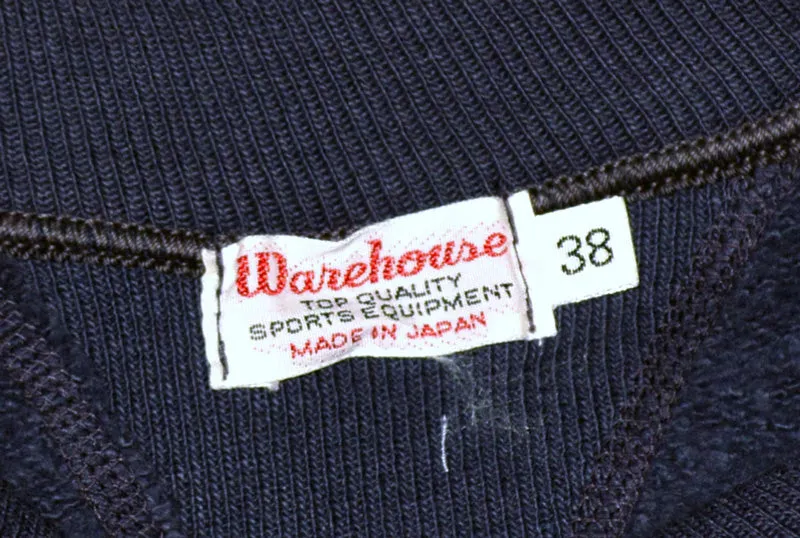 Warehouse
TOP QUALITY
SPORTS EQUIPMENT
MADE IN JAPAN
38